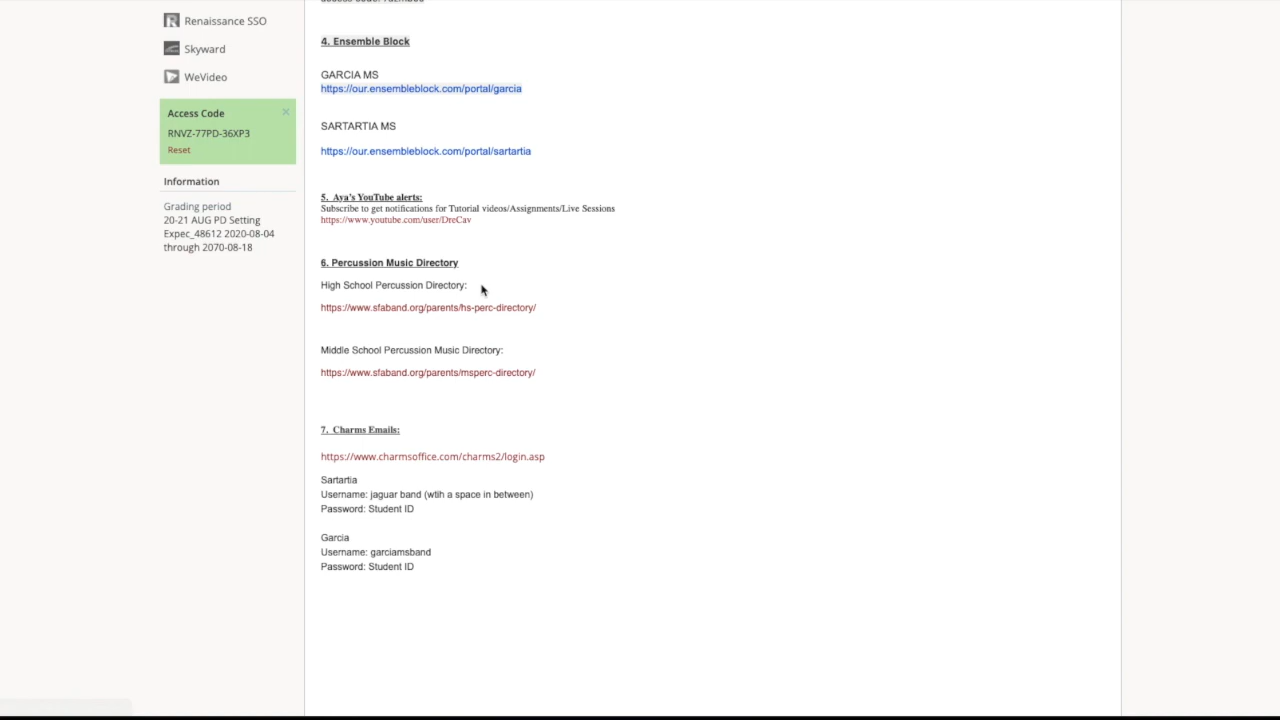 Renaissance SSO
Skyward
WeVideo
Access Code
RNVZ-77PD-36XP3
Reset
Information
Grading period
20-21 AUG PD Setting
Expec_48612 2020-08-04
through 2070-08-18
4. Ensemble Block
GARCIA MS
https://our.ensembleblock.com/portal/garcia
SARTARTIA MS
https://our.ensembleblock.com/portal/sartartia
5. Aya's YouTube alerts:
Subscribe to get notifications for Tutorial videos/Assignments/Live Sessions
https://www.youtube.com/user/DreCav
6. Percussion Music Directory
High School Percussion Directory:
https://www.sfaband.org/parents/hs-perc-directory/
Middle School Percussion Music Directory:
https://www.sfaband.org/parents/msperc-directory/
7. Charms Emails:
https://www.charmsoffice.com/charms2/login.asp
Sartartia
Username: jaguar band (wtih a space in between)
Password: Student ID
Garcia
Username: garciamsband
Password: Student ID